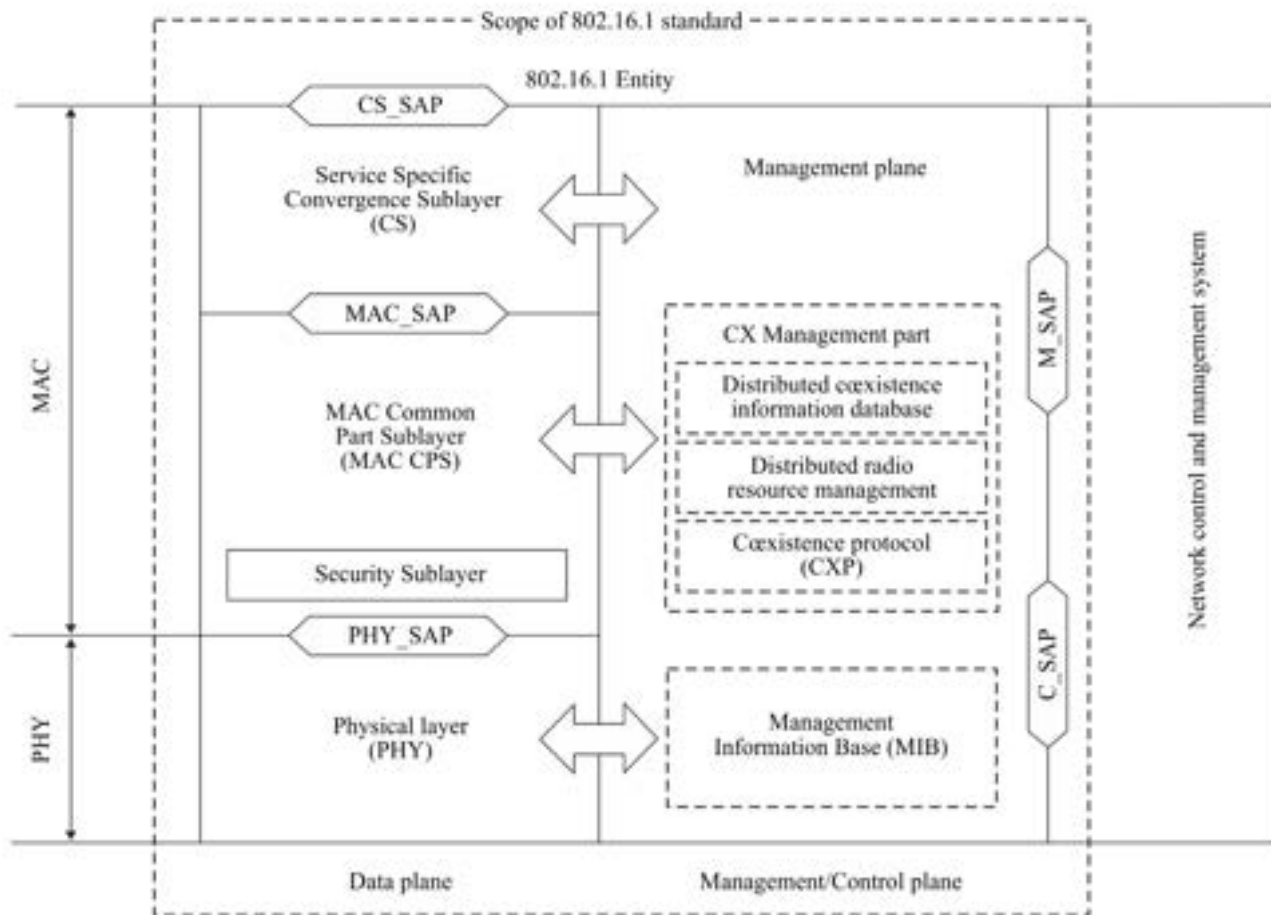 Scope of 802.16.1 standard
802.16.1 Entity
CS_SAP
Service Specific
Convergence Sublayer
(CS)
Management plane
MAC_SAP
CX Management part
Distributed cœxistence
information database
MAC Common
Part Sublayer
(MAC CPS)
Distributed radio
resource management
Cœxistence protocol
(CXP)
Security Sublayer
PHY_SAP
Physical layer
(PHY)
Management
Information Base (MIB)
MAC
PHY
M_SAP
C_SAP
Network control and management system
Data plane
Management/Control plane